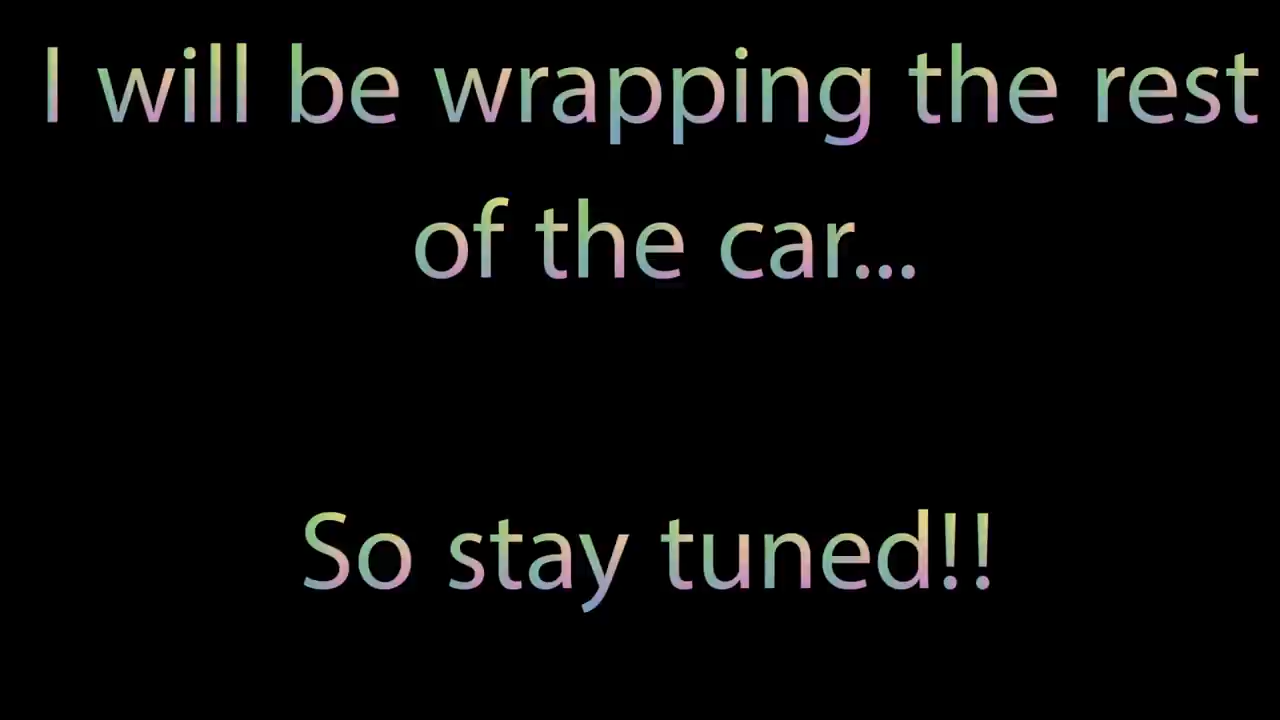 I will be wrapping the rest
of the car...
So stay tuned!!